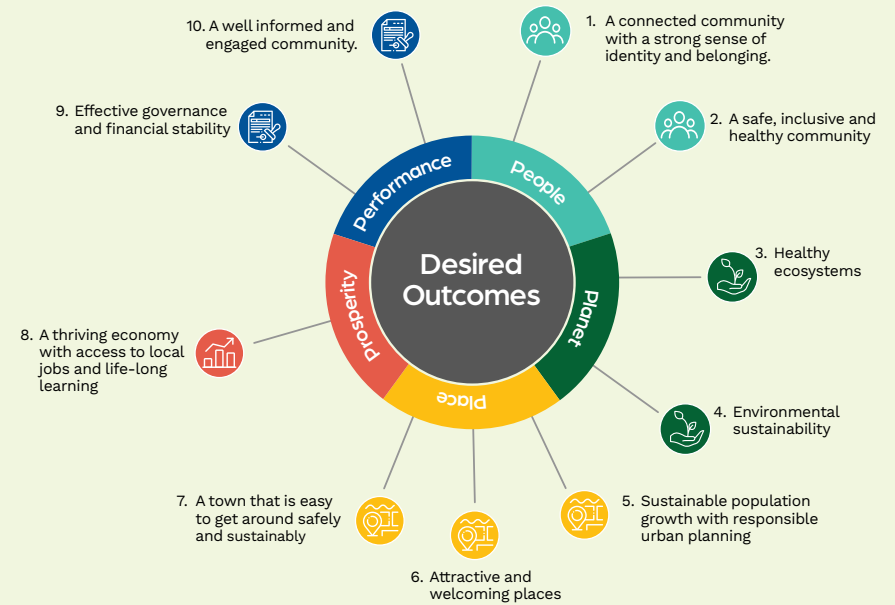 10. A well informed and
engaged community.
1. A connected community
with a strong sense of
identity and belonging.
9. Effective governance
and financial stability
2. A safe, inclusive and
healthy community
Performance
People
Desired
Outcomes
3. Healthy
ecosystems
Prosperity
Planet
8. A thriving economy
with access to local
jobs and life-long
learning
Place
4. Environmental
sustainability
7. A town that is easy
to get around safely
and sustainably
5. Sustainable population
growth with responsible
urban planning
6. Attractive and
welcoming places